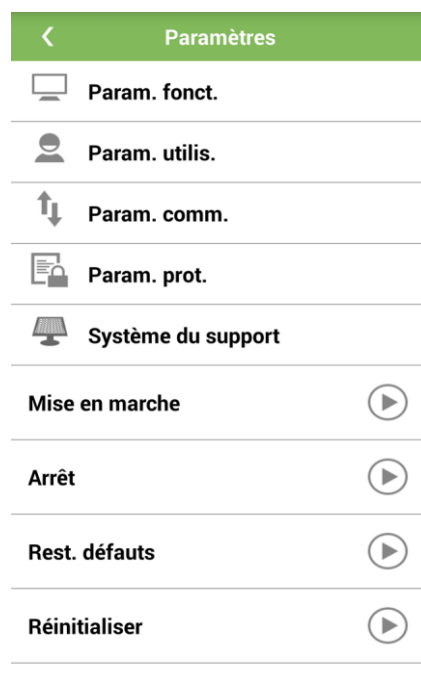 Paramètres
Param. fonct.
Param. utilis.
Param. comm.
Param. prot.
Système du support
Mise en marche
Arrêt
Rest. défauts
Réinitialiser